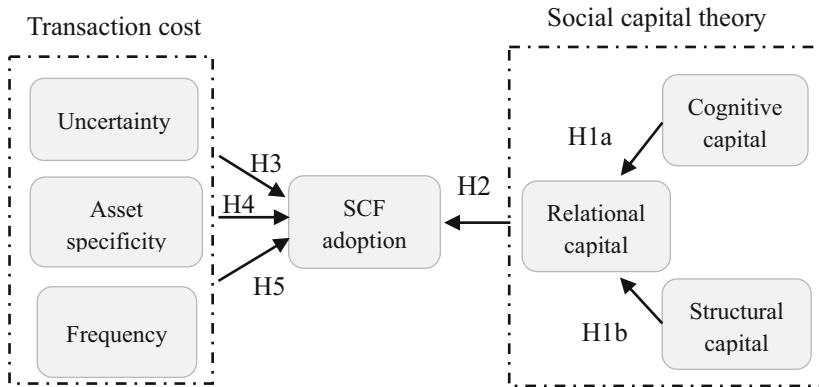 Transaction cost
Social capital theory
Uncertainty
Asset
specificity
Frequency
H3
H4
H5
SCF
adoption
H2
Relational
capital
H1a
H1b
Cognitive
capital
Structural
capital